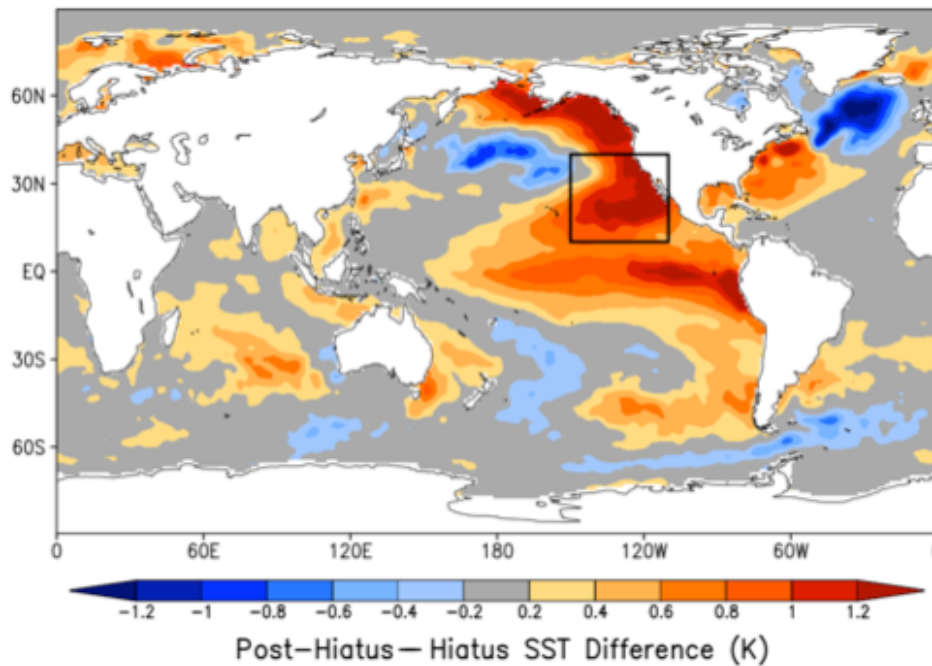 60N
30N
EQ
30S
60S
0 60E 120E 180 120W 60W
-1.2 -1 -0.8 -0.6 -0.4 -0.2 0.2 0.4 0.6 0.8 1 1.2
Post-Hiatus—Hiatus SST Difference (K)